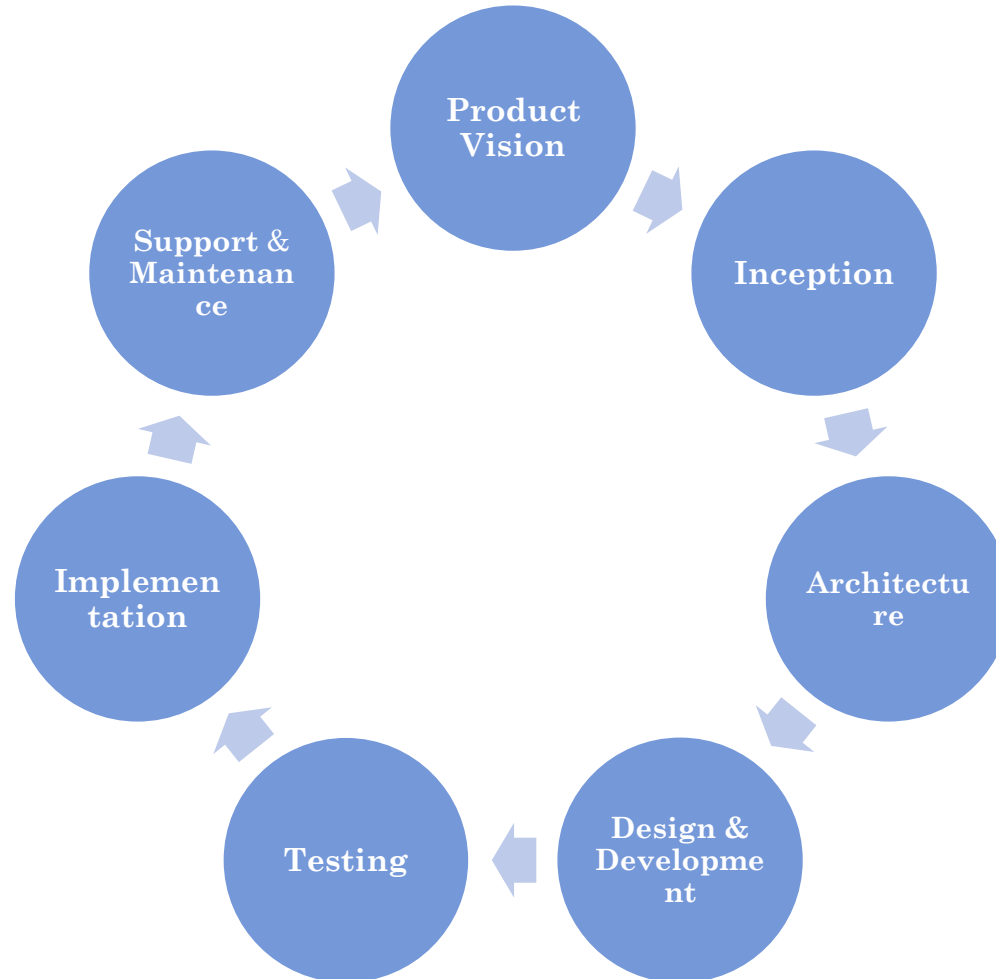 Product
Vision
Inception
Architectu
re
Design &
Developme
nt
Testing
Implemen
tation
Support &
Maintenan
ce